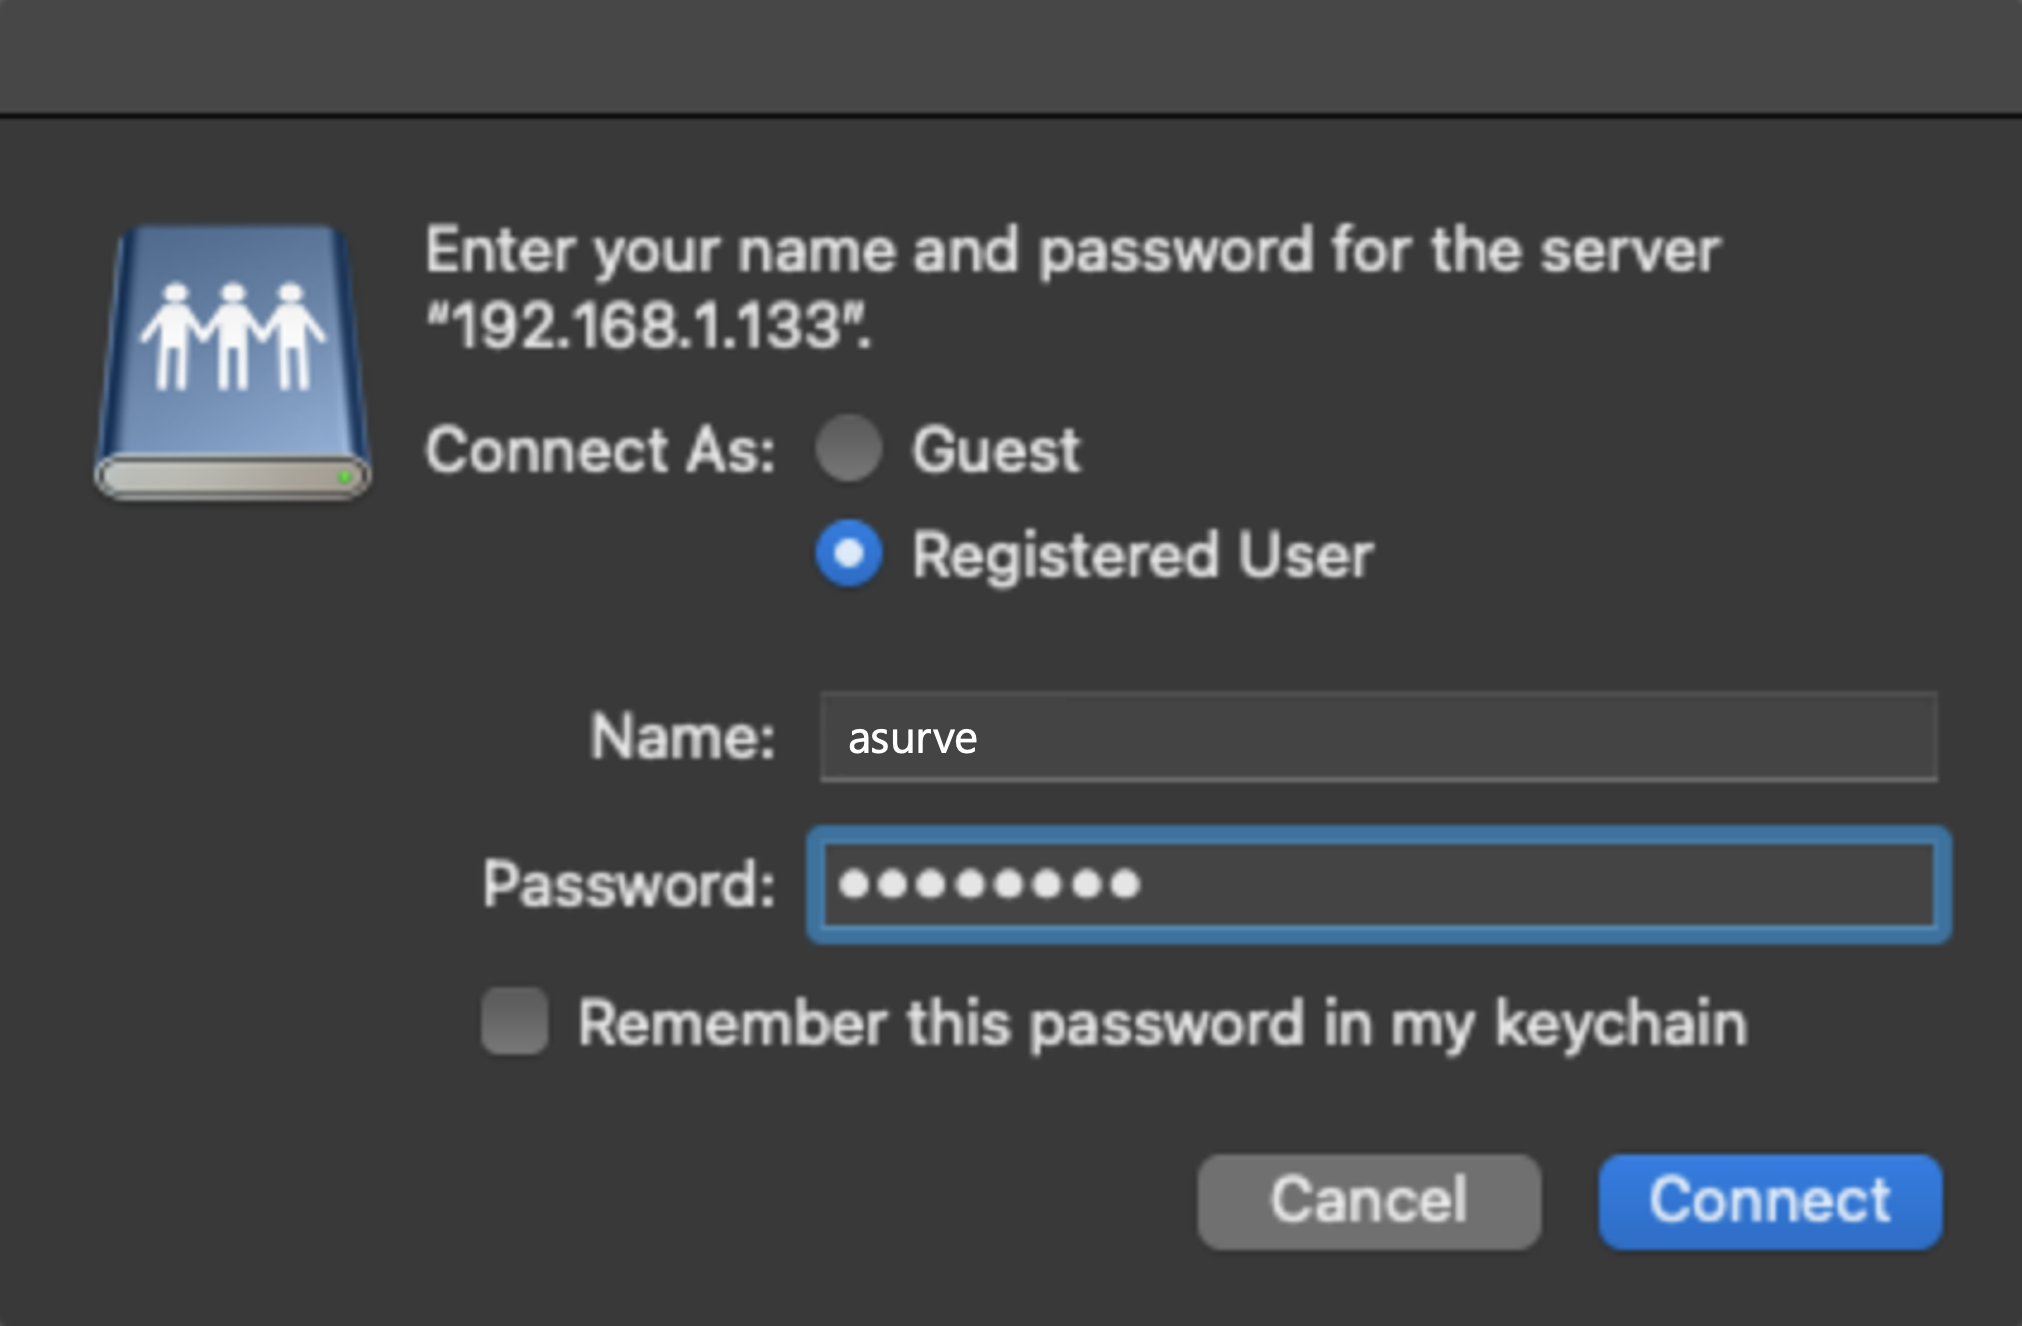 Enter your name and password for the server
“192.168.1.133”.
Connect As: Guest
Registered User
Name: asurve
Password: ••••••••
Remember this password in my keychain
Cancel Connect